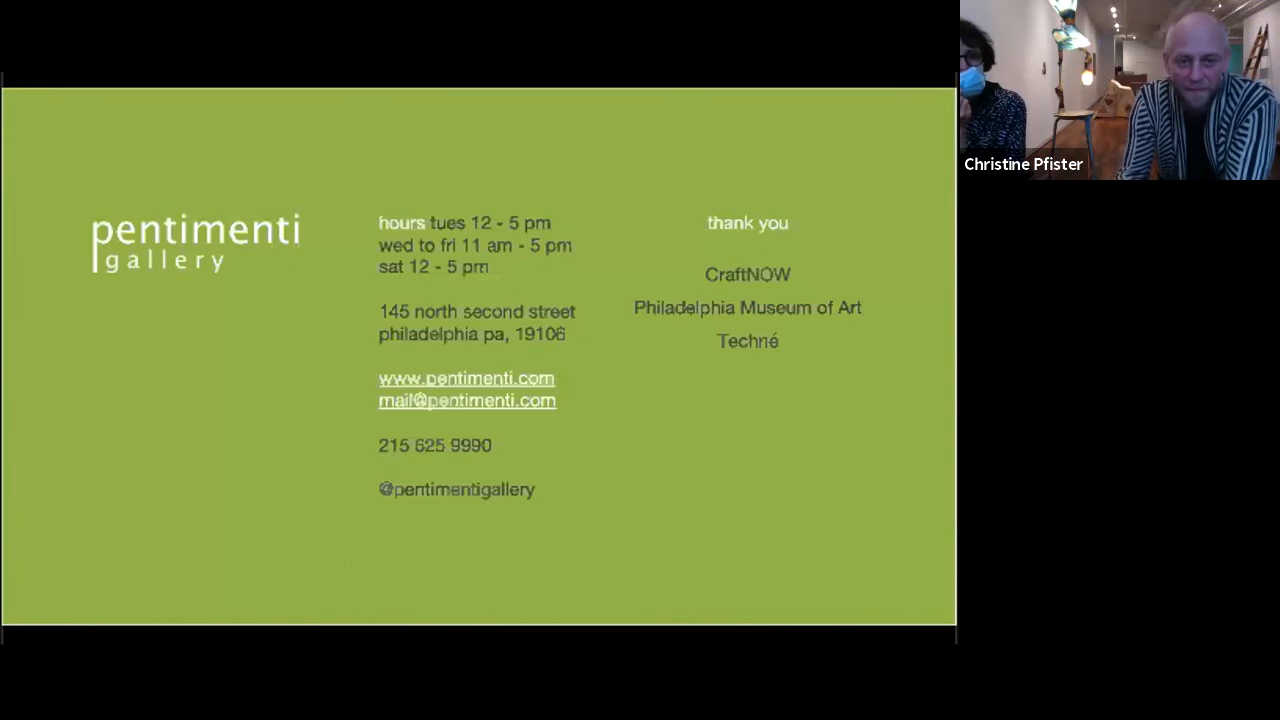 pentimenti
gallery
hours tues 12 - 5 pm
wed to fri 11 am - 5 pm
sat 12 - 5 pm
145 north second street
philadelphia pa, 19106
www.pentimenti.com
mail@pentimenti.com
215 625 9990
@pentimentigallery
thank you
CraftNOW
Philadelphia Museum of Art
Techné
Christine Pfister